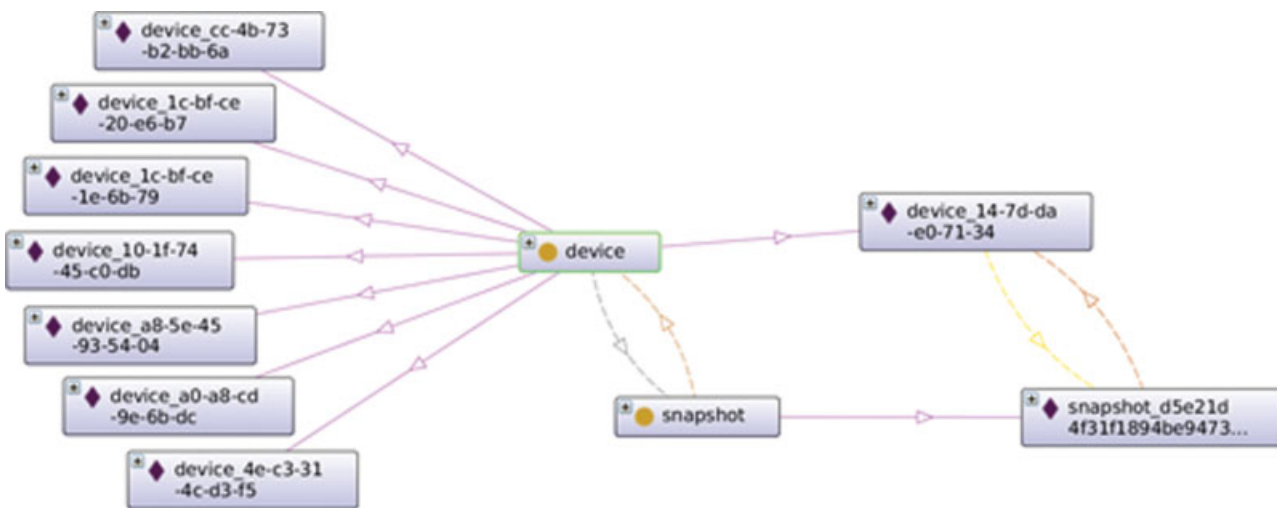 device_cc-4b-73
-b2-bb-6a
device_1c-bf-ce
-20-e6-b7
device_1c-bf-ce
-1e-6b-79
device_10-1f-74
-45-c0-db
device_a8-5e-45
-93-54-04
device_a0-a8-cd
-9e-6b-dc
device_4e-c3-31
-4c-d3-f5
device
snapshot
device_14-7d-da
-e0-71-34
snapshot_d5e21d
4f31f1894be9473...